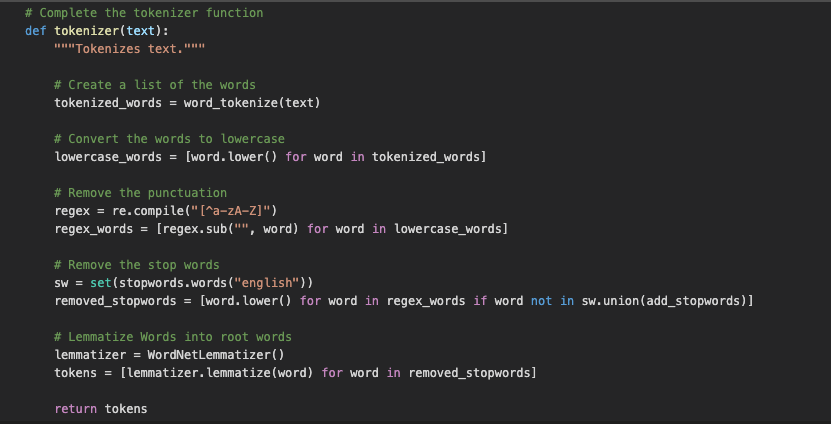 # Complete the tokenizer function
def tokenizer(text):
    """Tokenizes text."""

    # Create a list of the words
    tokenized_words = word_tokenize(text)

    # Convert the words to lowercase
    lowercase_words = [word.lower() for word in tokenized_words]

    # Remove the punctuation
    regex = re.compile("[^a-zA-Z]")
    regex_words = [regex.sub("", word) for word in lowercase_words]

    # Remove the stop words
    sw = set(stopwords.words("english"))
    removed_stopwords = [word.lower() for word in regex_words if word not in sw.union(add_stopwords)]

    # Lemmatize Words into root words
    lemmatizer = WordNetLemmatizer()
    tokens = [lemmatizer.lemmatize(word) for word in removed_stopwords]

    return tokens